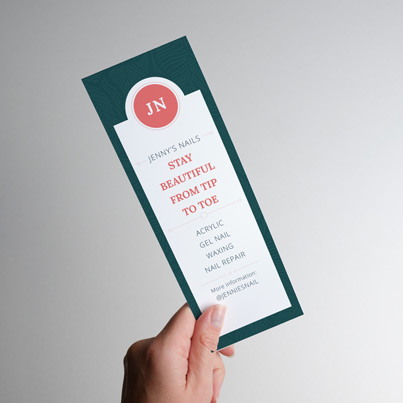 JN
JENNY'S NAILS
STAY
BEAUTIFUL
FROM TIP
TO TOE
ACRYLIC
GEL NAIL
WAXING
NAIL REPAIR
More information:
@JENNIESNAIL